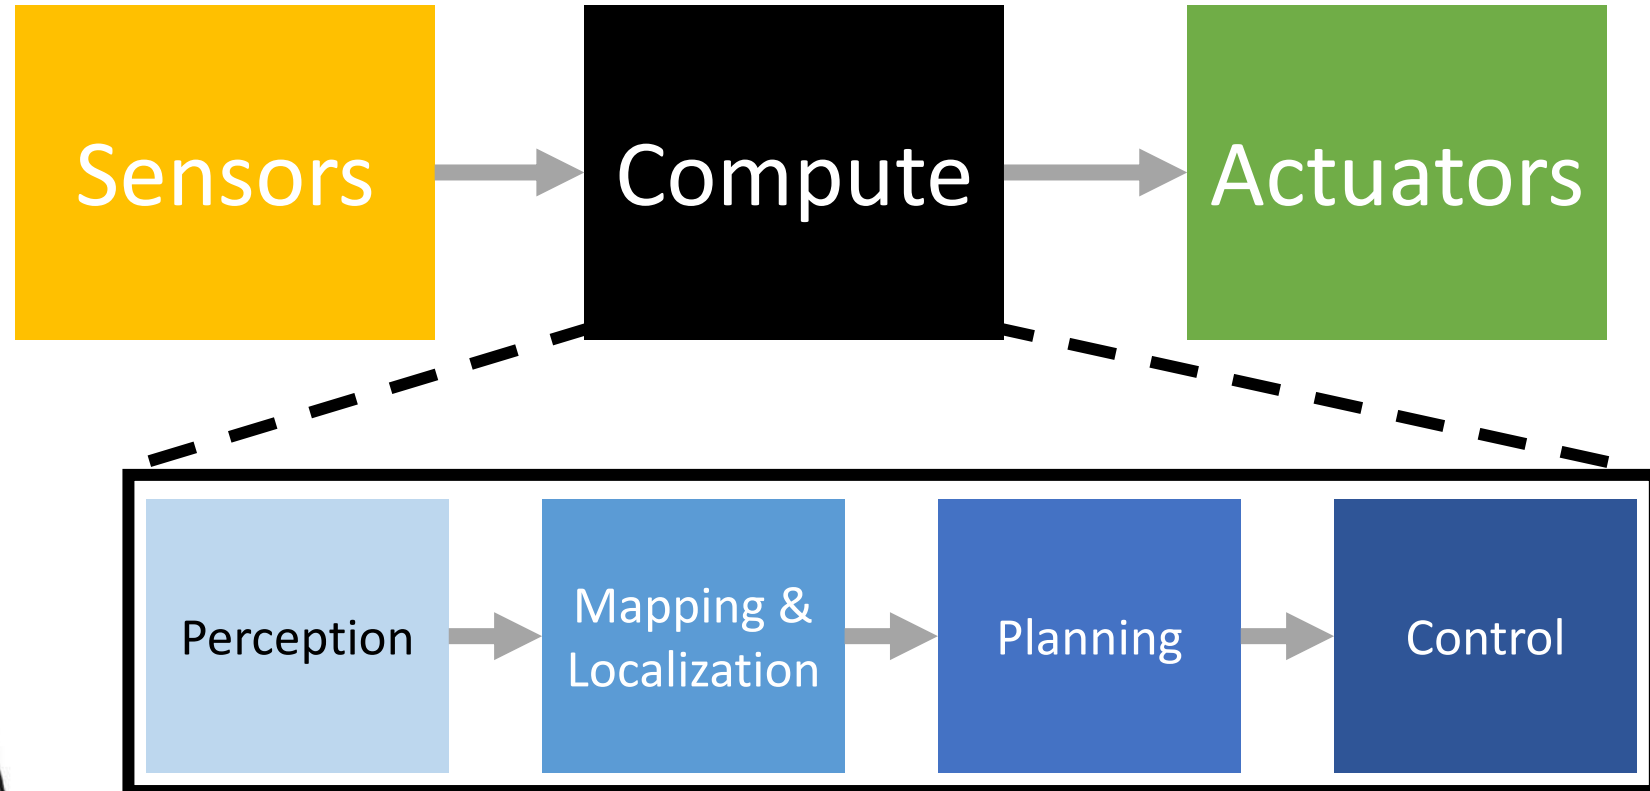 Sensors
Compute
Actuators
Perception
Mapping &
Localization
Planning
Control